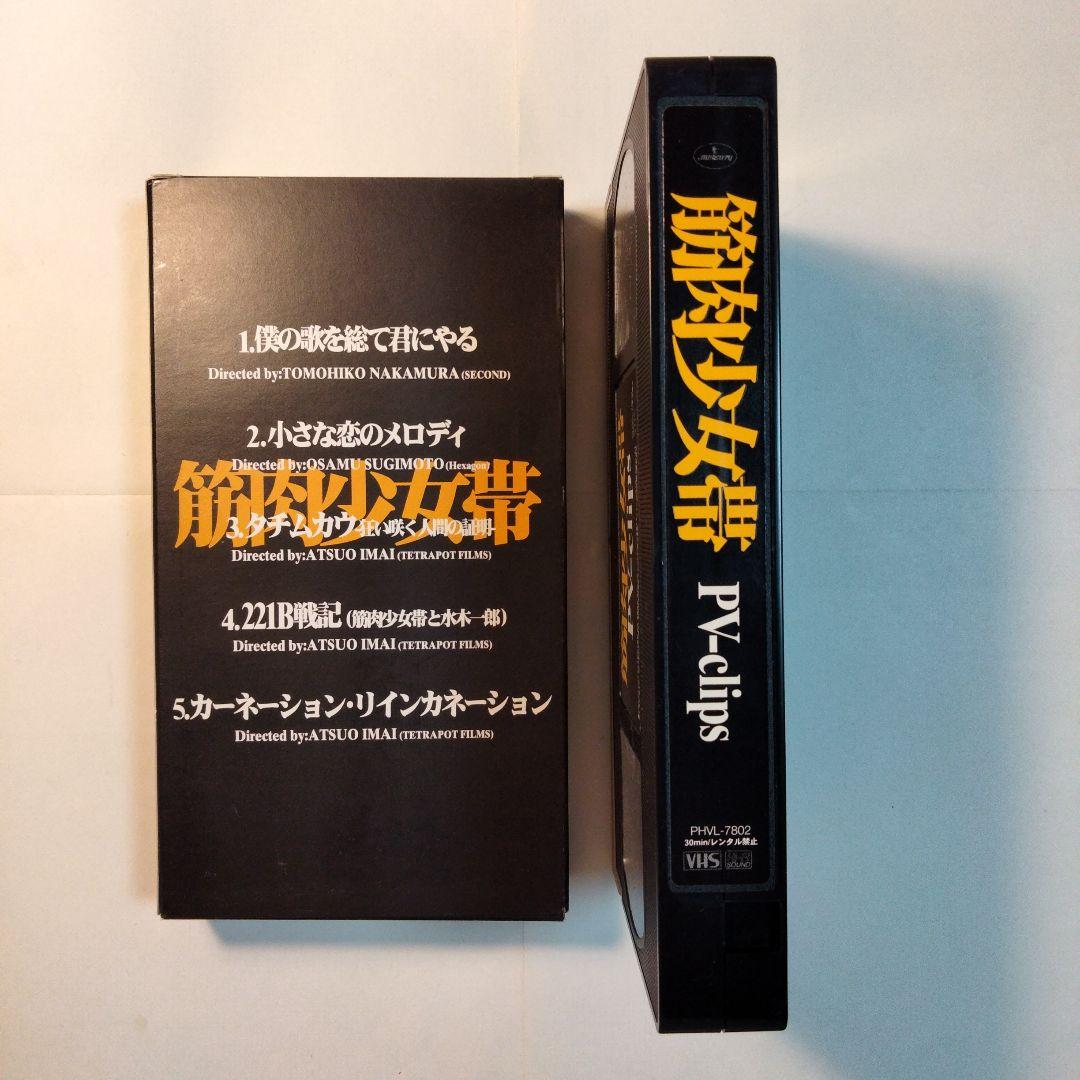 1.僕の歌を総て君にやる
Directed by:TOMOHIKO NAKAMURA (SECOND)
2.小さな恋のメロディ
Directed by:OSAMU SUGIMOTO (Hexagon)
筋肉少女帯
3.タチムカウ-狂い咲く人間の証明-
Directed by:ATSUO IMAI (TETRAPOT FILMS)
4.221B戦記 (筋肉少女帯と水木一郎)
Directed by:ATSUO IMAI (TETRAPOT FILMS)
5.カーネーション・リインカネーション
Directed by:ATSUO IMAI (TETRAPOT FILMS)
mercury
筋肉少女帯
PV-clips
PHVL-7802
30min/レンタル禁止
VHS
SOUND